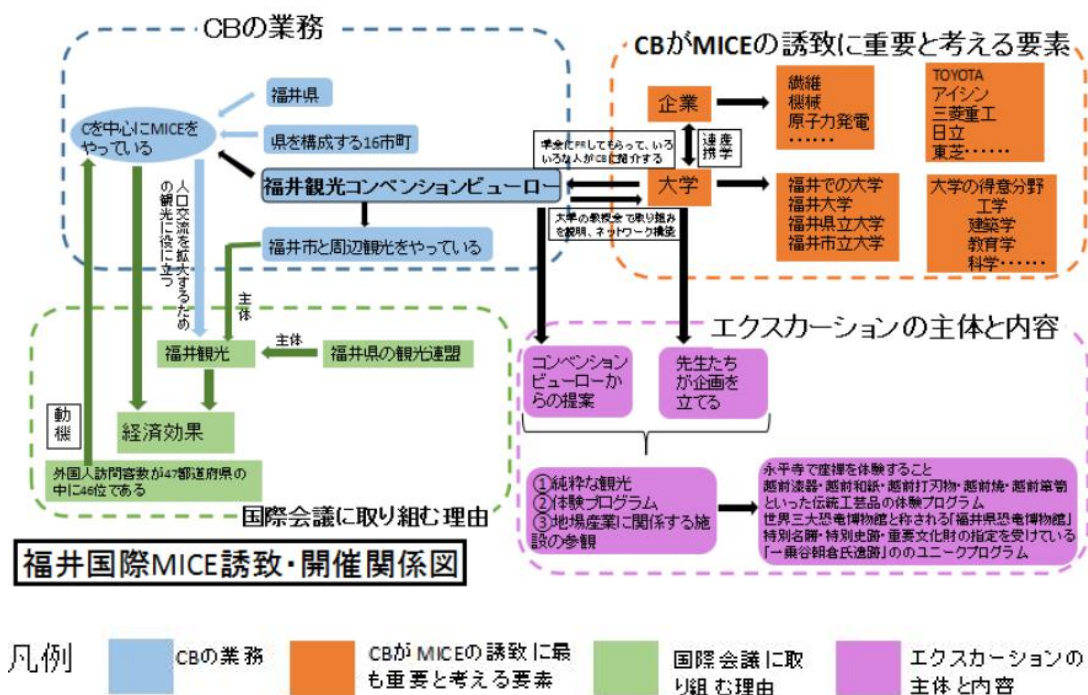 CBの業務
福井県
県を構成する16市町
Cを中心にMICEを
やっている
福井観光コンベンションビューロー
福井市と周辺観光をやっている
人口交流を拡大するため
の観光に役に立つ
主体
CBがMICEの誘致に重要と考える要素
企業
繊維
機械
原子力発電
……
TOYOTA
アイシン
三菱重工
日立
東芝……
産学
連携
学会にPRしてもらって、いろ
いろな人がCBに紹介する
大学
大学の教授会で取り組み
を説明、ネットワーク構築
福井での大学
福井大学
福井県立大学
福井市立大学
大学の得意分野
工学
建築学
教育学
科学……
福井観光
主体
福井県の観光連盟
経済効果
動機
外国人訪問客数が47都道府県の
中に46位である
国際会議に取り組む理由
エクスカーションの主体と内容
コンベンション
ビューローか
らの提案
先生たち
が企画を
立てる
①純粋な観光
②体験プログラム
③地場産業に関係する施
設の参観
永平寺で座禅を体験すること
越前漆器・越前和紙・越前打刃物・越前焼・越前箪笥
といった伝統工芸品の体験プログラム
世界三大恐竜博物館と称される「福井県恐竜博物館」
特別名勝・特別史跡・重要文化財の指定を受けている
「一乗谷朝倉氏遺跡」ののユニークプログラム
福井国際MICE誘致・開催関係図
凡例
CBの業務
CBがMICEの誘致に最
も重要と考える要素
国際会議に取
り組む理由
エクスカーションの
主体と内容